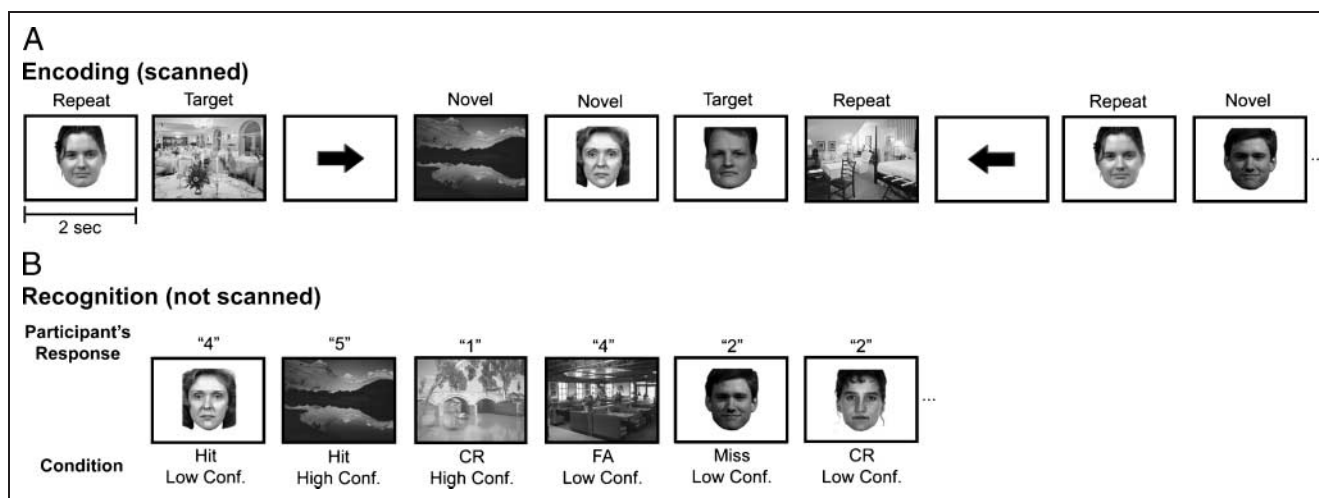 A
Encoding (scanned)
Repeat Target Novel Novel Target Repeat Repeat Novel
...
2 sec
B
Recognition (not scanned)
Participant's
Response
"4" "5" "1" "4" "2" "2"
...
Condition
Hit Hit CR FA Miss CR
Low Conf. High Conf. High Conf. Low Conf. Low Conf. Low Conf.